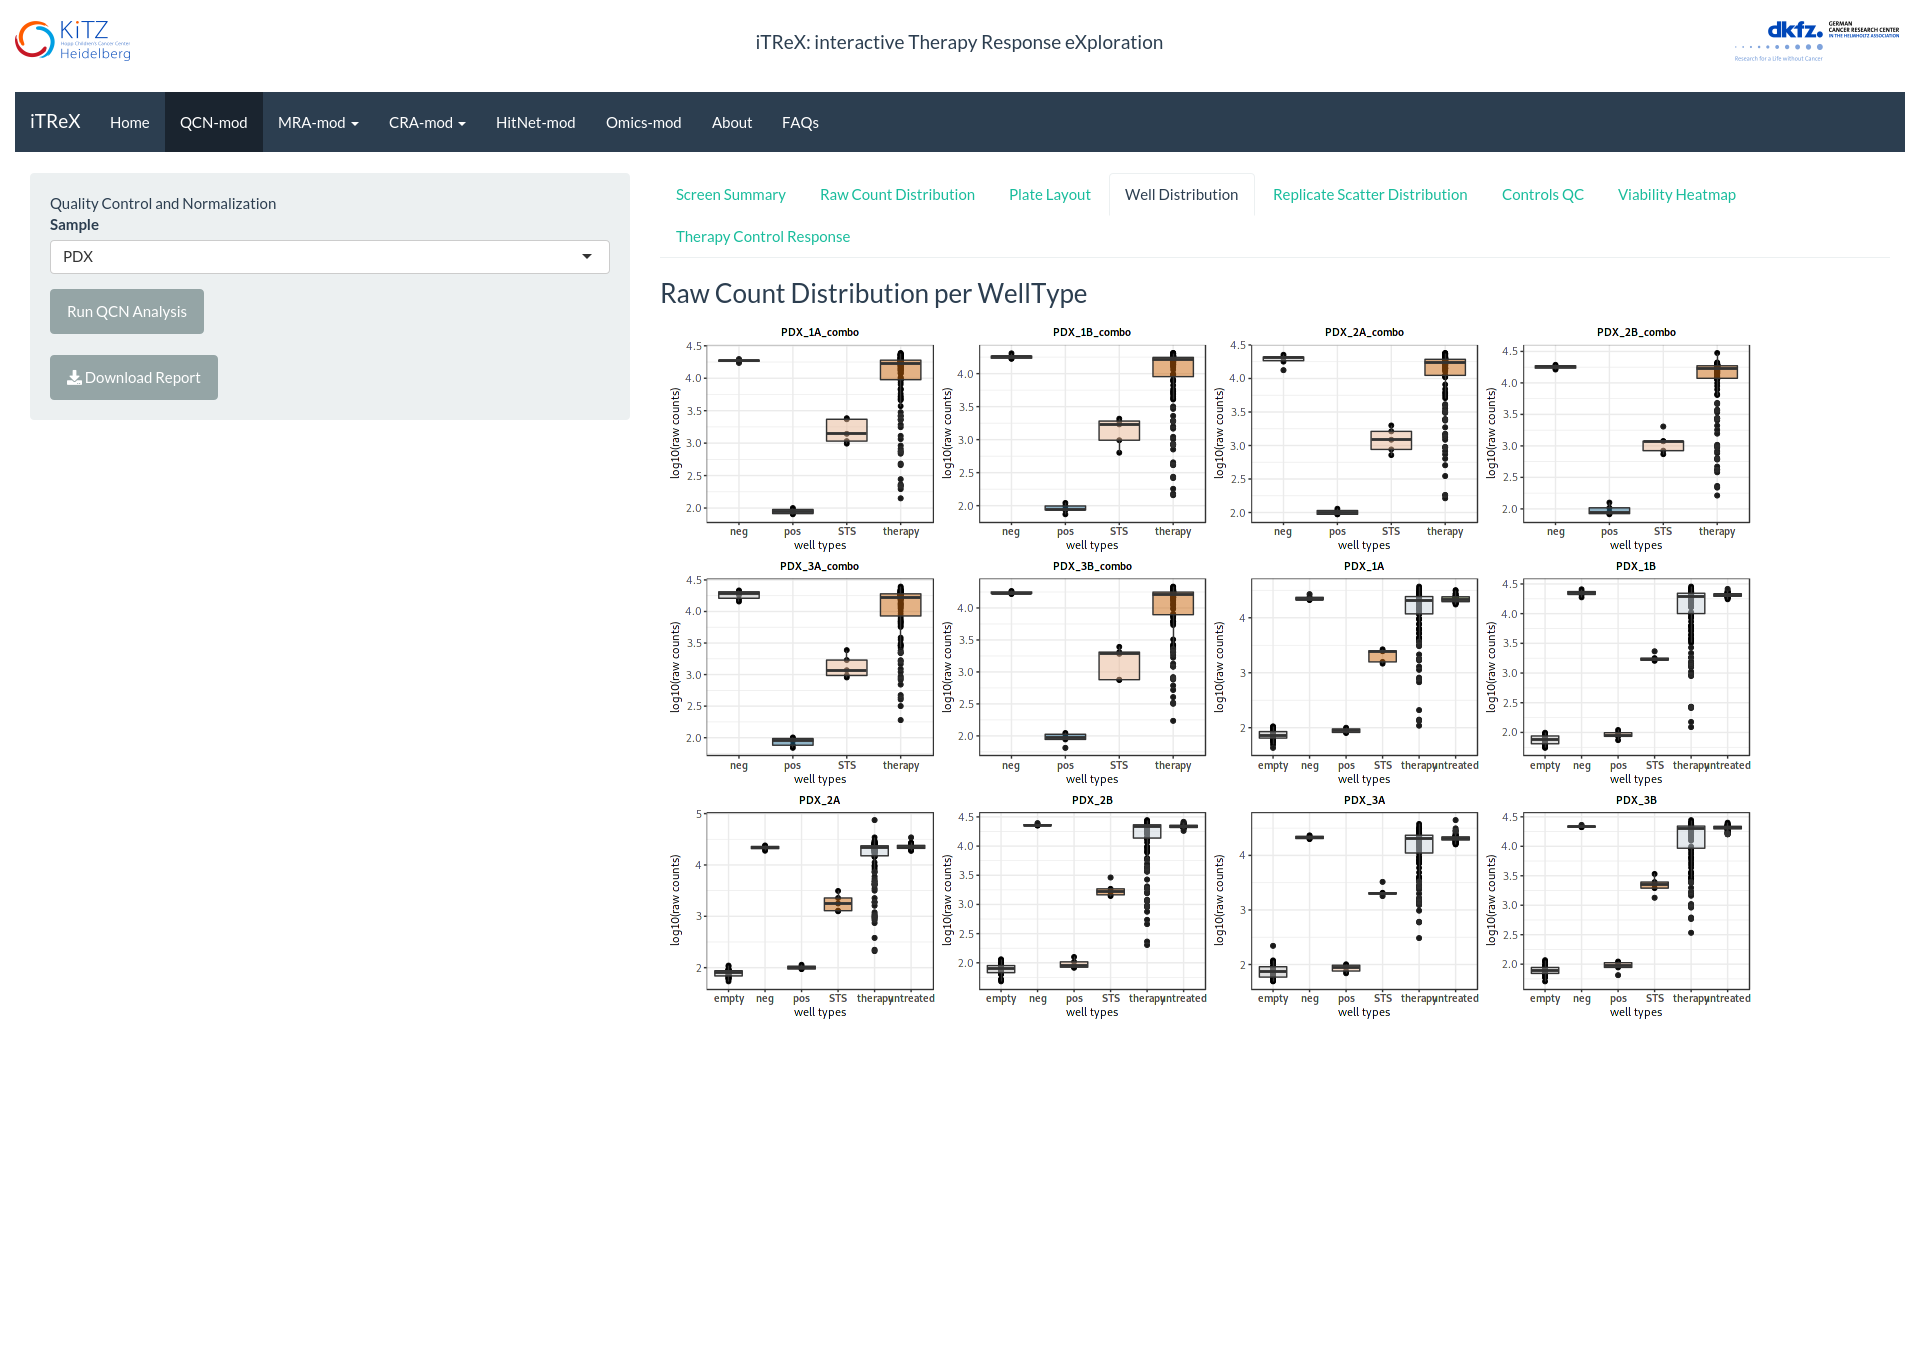 KiTZ
Hopp Children's Cancer Center
Heidelberg
iTReX: interactive Therapy Response eXploration
dkfz.
GERMAN
CANCER RESEARCH CENTER
IN THE HELMHOLTZ ASSOCIATION
Research for a Life without Cancer
iTReX Home QCN-mod MRA-mod CRA-mod HitNet-mod Omics-mod About FAQs
Quality Control and Normalization
Sample
PDX
Run QCN Analysis
Download Report
Screen Summary Raw Count Distribution Plate Layout Well Distribution Replicate Scatter Distribution Controls QC Viability Heatmap
Therapy Control Response
Raw Count Distribution per WellType
PDX_1A_combo
log10(raw counts)
4.5
4.0
3.5
3.0
2.5
2.0
neg pos STS therapy
well types
PDX_1B_combo
log10(raw counts)
4.0
3.5
3.0
2.5
2.0
neg pos STS therapy
well types
PDX_2A_combo
log10(raw counts)
4.5
4.0
3.5
3.0
2.5
2.0
neg pos STS therapy
well types
PDX_2B_combo
log10(raw counts)
4.5
4.0
3.5
3.0
2.5
2.0
neg pos STS therapy
well types
PDX_3A_combo
log10(raw counts)
4.5
4.0
3.5
3.0
2.5
2.0
neg pos STS therapy
well types
PDX_3B_combo
log10(raw counts)
4.0
3.5
3.0
2.5
2.0
neg pos STS therapy
well types
PDX_1A
log10(raw counts)
4
3
2
empty neg pos STS therapyuntreated
well types
PDX_1B
log10(raw counts)
4.5
4.0
3.5
3.0
2.5
2.0
empty neg pos STS therapyuntreated
well types
PDX_2A
log10(raw counts)
5
4
3
2
empty neg pos STS therapyuntreated
well types
PDX_2B
log10(raw counts)
4.5
4.0
3.5
3.0
2.5
2.0
empty neg pos STS therapyuntreated
well types
PDX_3A
log10(raw counts)
4
3
2
empty neg pos STS therapyuntreated
well types
PDX_3B
log10(raw counts)
4.5
4.0
3.5
3.0
2.5
2.0
empty neg pos STS therapyuntreated
well types